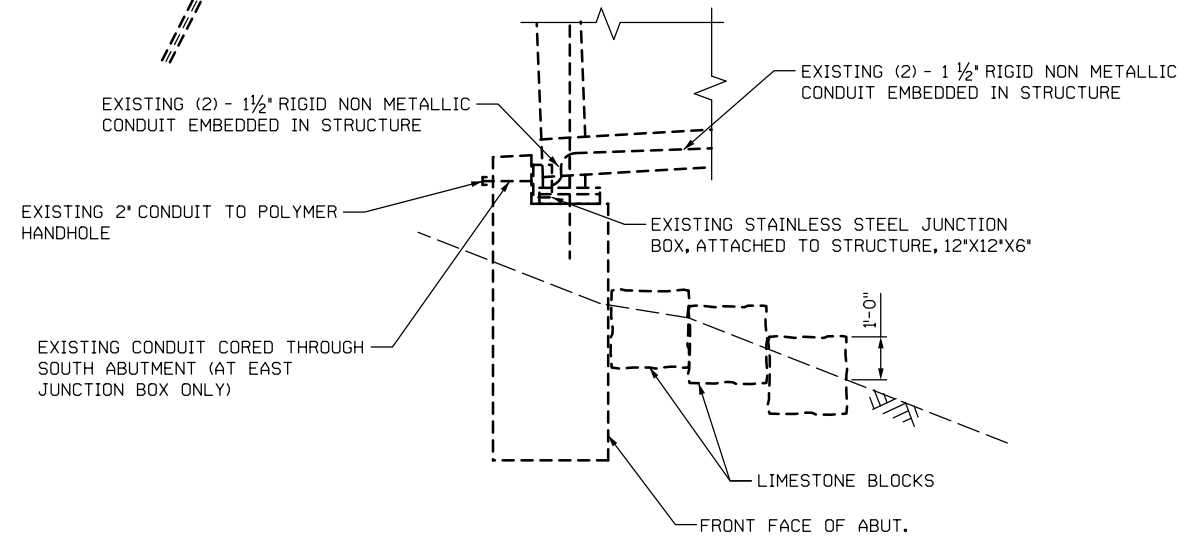 EXISTING (2) - 1 ½" RIGID NON METALLIC
CONDUIT EMBEDDED IN STRUCTURE
EXISTING (2) - 1½" RIGID NON METALLIC
CONDUIT EMBEDDED IN STRUCTURE
EXISTING 2" CONDUIT TO POLYMER
HANDHOLE
EXISTING STAINLESS STEEL JUNCTION
BOX, ATTACHED TO STRUCTURE, 12"X12"X6"
1'-0"
EXISTING CONDUIT CORED THROUGH
SOUTH ABUTMENT (AT EAST
JUNCTION BOX ONLY)
LIMESTONE BLOCKS
FRONT FACE OF ABUT.